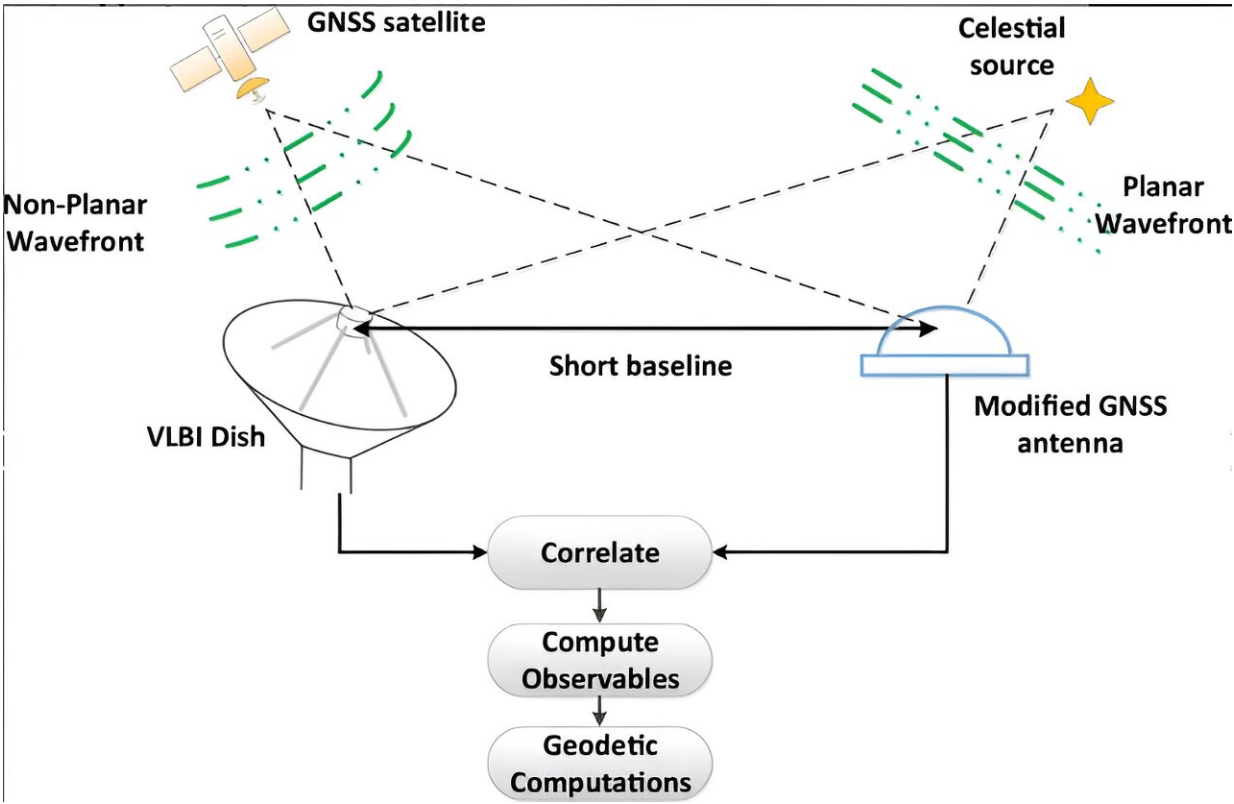 GNSS satellite
Celestial
source
Non-Planar
Wavefront
Planar
Wavefront
Short baseline
VLBI Dish
Modified GNSS
antenna
Correlate
Compute
Observables
Geodetic
Computations